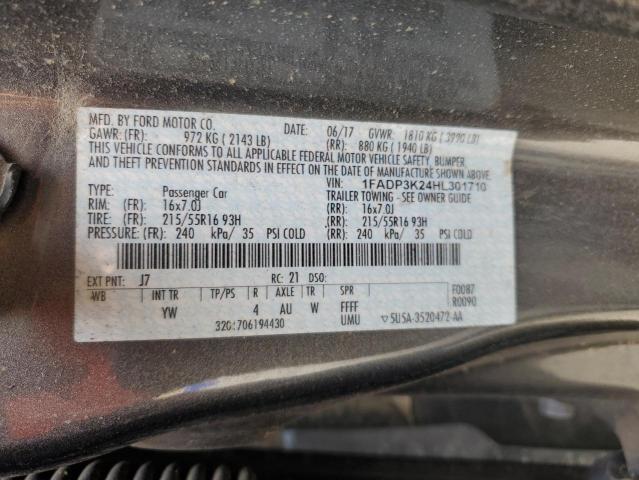 MFD. BY FORD MOTOR CO. DATE: 06/17 GVWR: 1810 KG ( 3990 LB)
GAWR: (FR): 972 KG ( 2143 LB) (RR): 880 KG ( 1940 LB)
THIS VEHICLE CONFORMS TO ALL APPLICABLE FEDERAL MOTOR VEHICLE SAFETY, BUMPER,
AND THEFT PREVENTION STANDARDS IN EFFECT ON THE DATE OF MANUFACTURE SHOWN ABOVE.
VIN: 1FADP3K24HL301710
TYPE: Passenger Car TRAILER TOWING - SEE OWNER GUIDE
RIM: (FR): 16x7.0J (RR): 16x7.0J
TIRE: (FR): 215/55R16 93H (RR): 215/55R16 93H
PRESSURE: (FR): 240 kPa/ 35 PSI COLD (RR): 240 kPa/ 35 PSI COLD
EXT PNT: J7 RC: 21 DSO: F0087
WB INT TR TP/PS R AXLE TR SPR R0090
YW 4 AU W FFFF
UMU ▽ 5U5A-3520472-AA